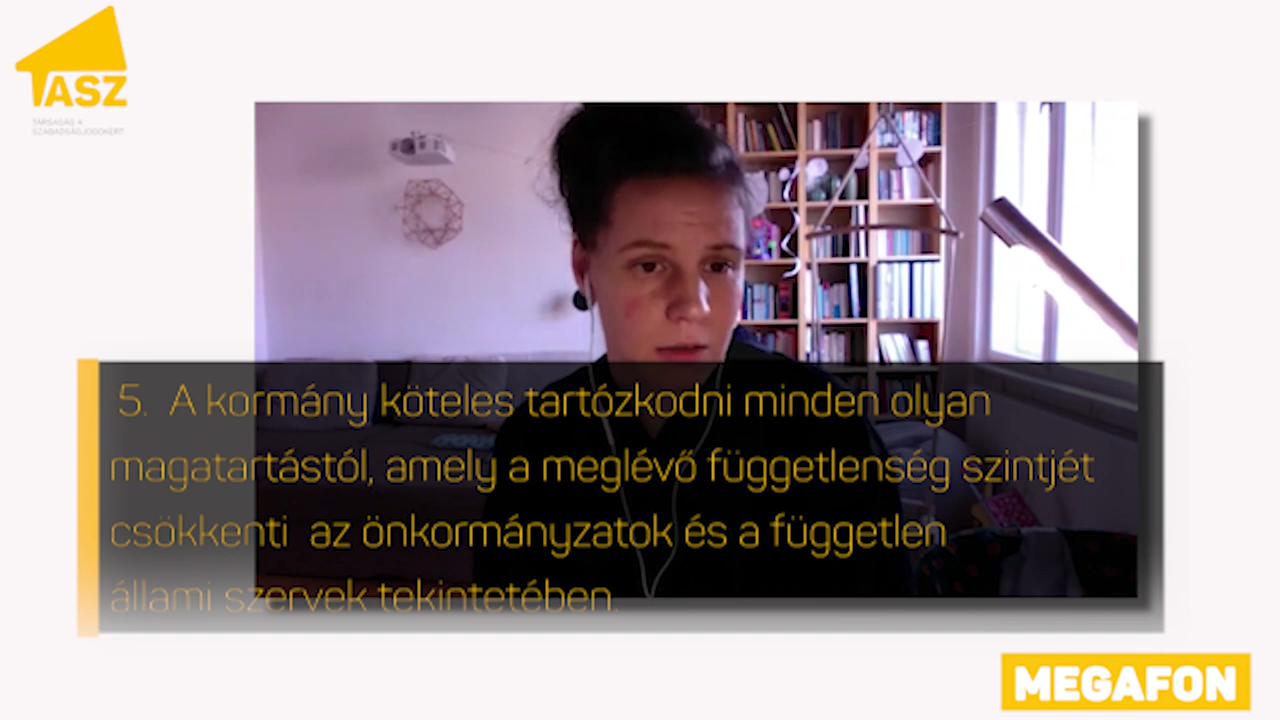 TASZ
TÁRSASÁG A
SZABADSÁGJOGOKÉRT
5. A kormány köteles tartózkodni minden olyan
magatartástól, amely a meglévő függetlenség szintjét
csökkenti az önkormányzatok és a független
állami szervek tekintetében.
MEGAFON